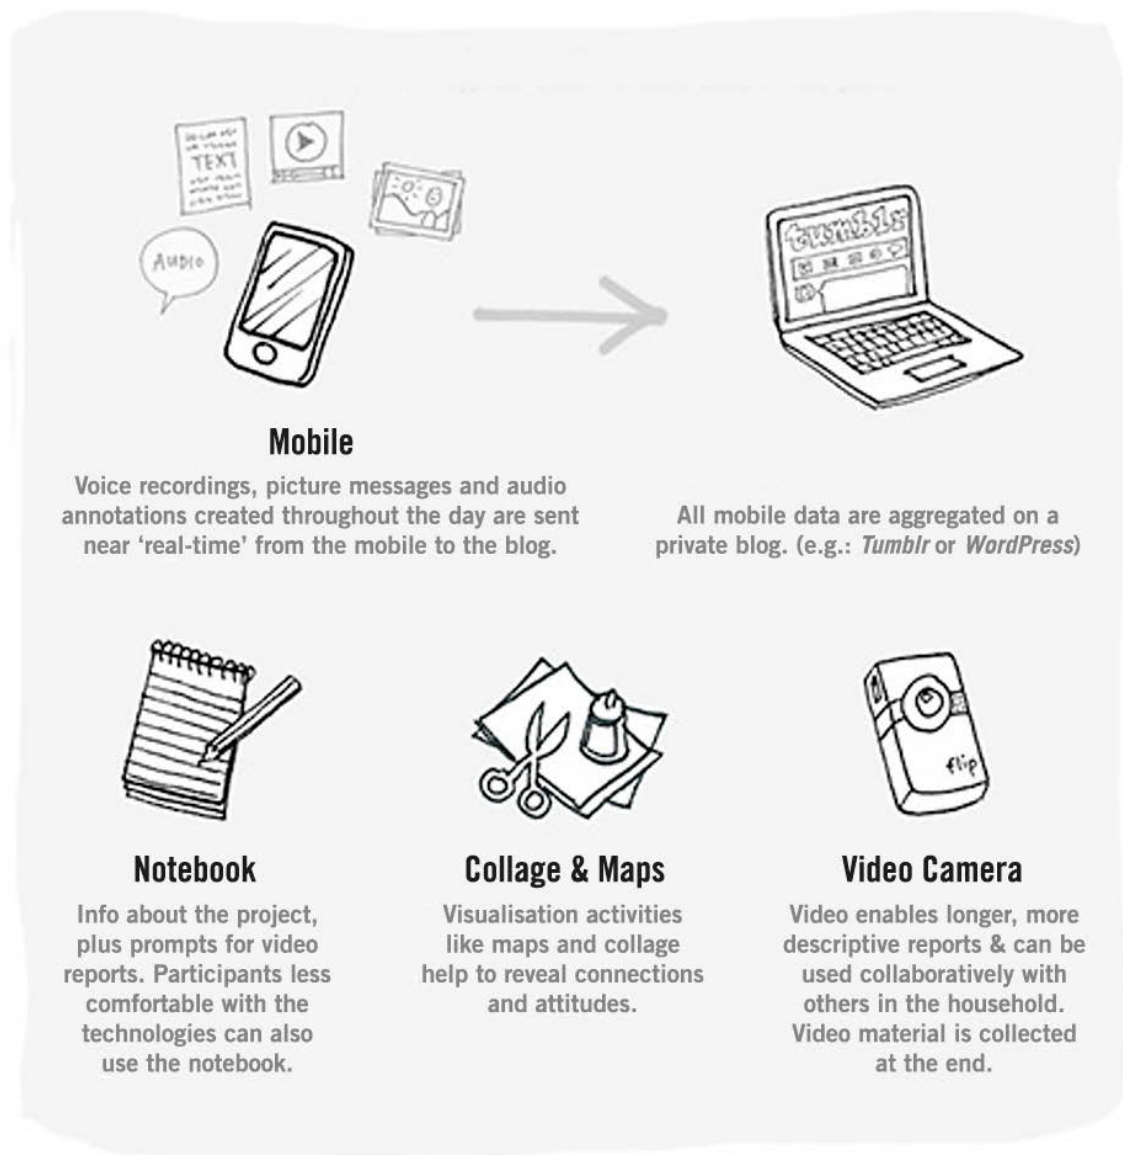 TEXT
AUDIO
tumblr
Mobile
Voice recordings, picture messages and audio
annotations created throughout the day are sent
near ‘real-time’ from the mobile to the blog.
All mobile data are aggregated on a
private blog. (e.g.: Tumblr or WordPress)
Notebook
Info about the project,
plus prompts for video
reports. Participants less
comfortable with the
technologies can also
use the notebook.
Collage & Maps
Visualisation activities
like maps and collage
help to reveal connections
and attitudes.
flip
Video Camera
Video enables longer, more
descriptive reports & can be
used collaboratively with
others in the household.
Video material is collected
at the end.